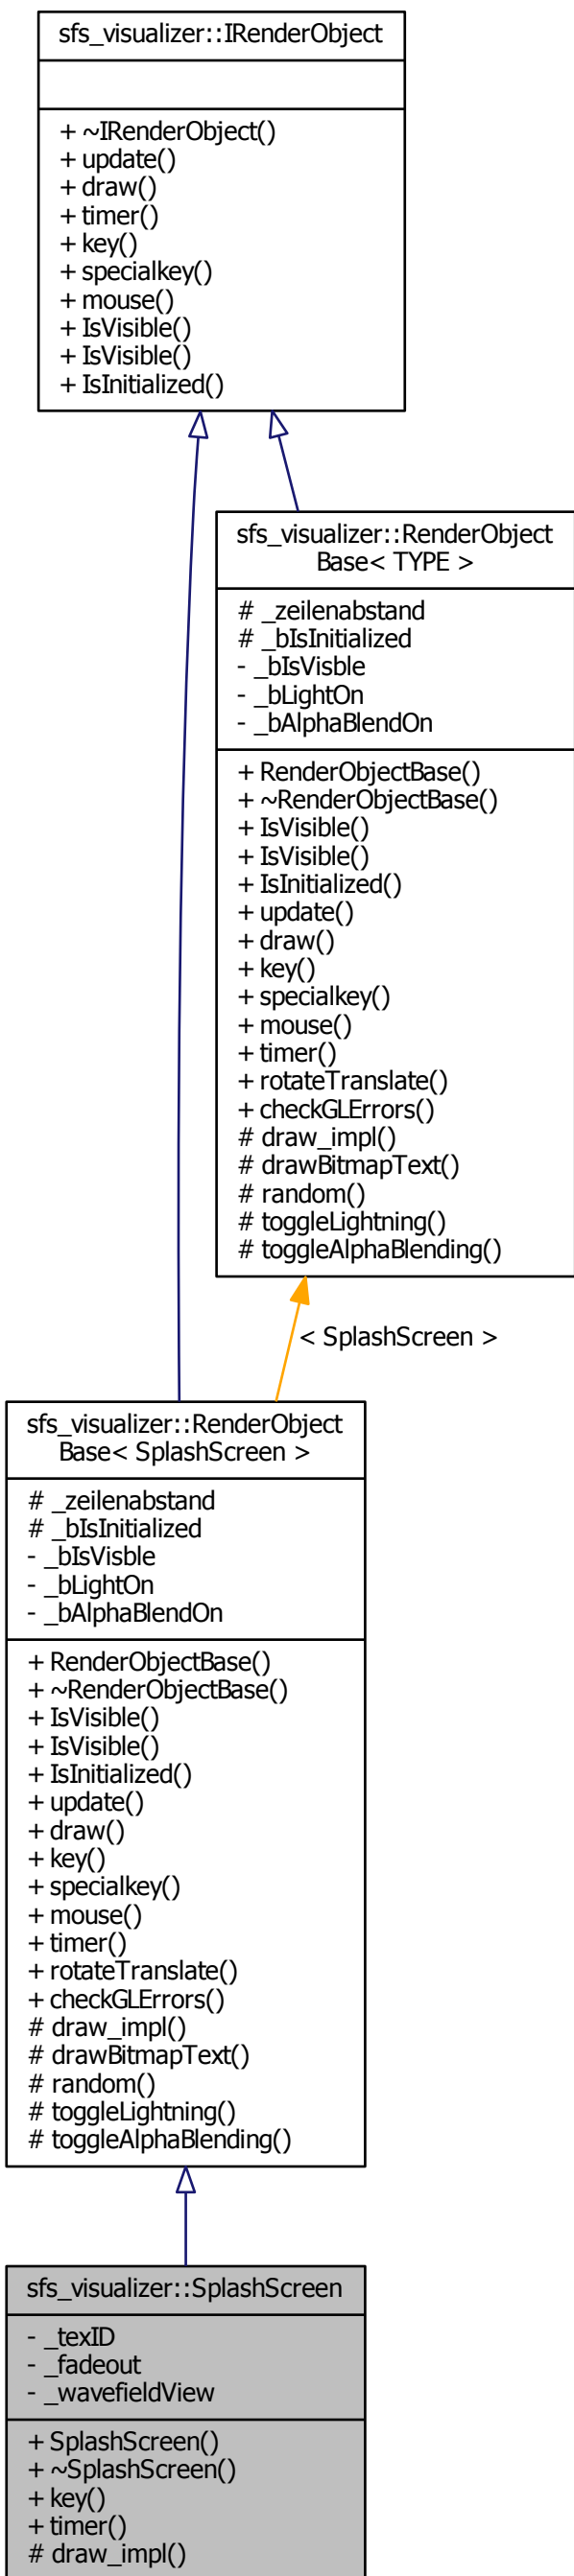 sfs_visualizer::IRenderObject
+ ~IRenderObject()
+ update()
+ draw()
+ timer()
+ key()
+ specialkey()
+ mouse()
+ IsVisible()
+ IsVisible()
+ IsInitialized()
sfs_visualizer::RenderObject
Base< TYPE >
# _zeilenabstand
# _bIsInitialized
- _bIsVisble
- _bLightOn
- _bAlphaBlendOn
+ RenderObjectBase()
+ ~RenderObjectBase()
+ IsVisible()
+ IsVisible()
+ IsInitialized()
+ update()
+ draw()
+ key()
+ specialkey()
+ mouse()
+ timer()
+ rotateTranslate()
+ checkGLErrors()
# draw_impl()
# drawBitmapText()
# random()
# toggleLightning()
# toggleAlphaBlending()
< SplashScreen >
sfs_visualizer::RenderObject
Base< SplashScreen >
# _zeilenabstand
# _bIsInitialized
- _bIsVisble
- _bLightOn
- _bAlphaBlendOn
+ RenderObjectBase()
+ ~RenderObjectBase()
+ IsVisible()
+ IsVisible()
+ IsInitialized()
+ update()
+ draw()
+ key()
+ specialkey()
+ mouse()
+ timer()
+ rotateTranslate()
+ checkGLErrors()
# draw_impl()
# drawBitmapText()
# random()
# toggleLightning()
# toggleAlphaBlending()
sfs_visualizer::SplashScreen
- _texID
- _fadeout
- _wavefieldView
+ SplashScreen()
+ ~SplashScreen()
+ key()
+ timer()
# draw_impl()